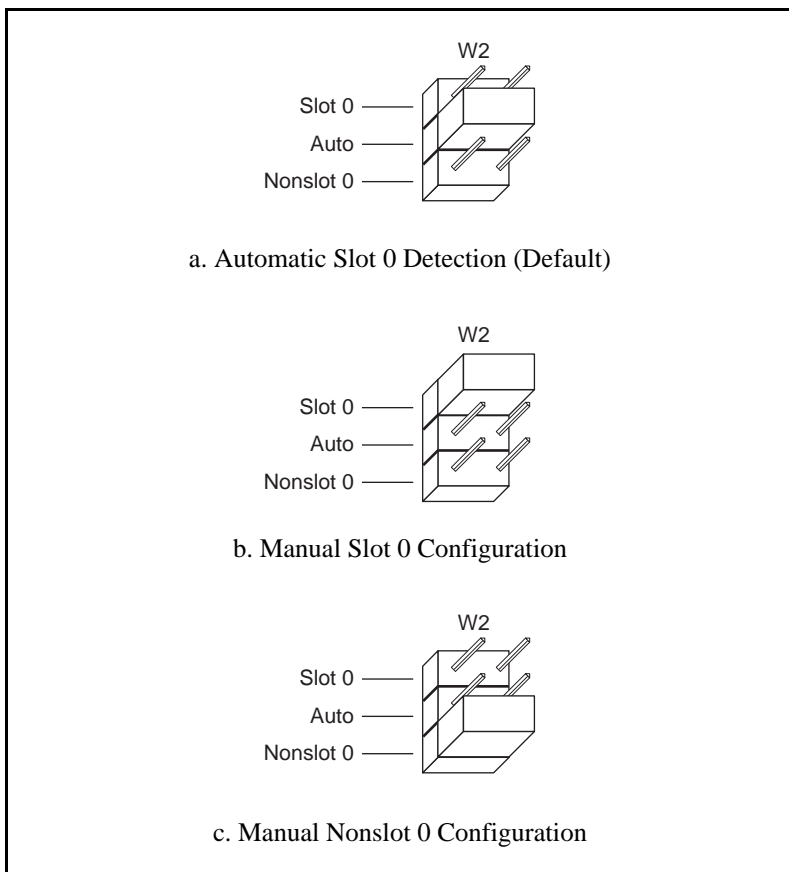 W2
Slot 0
Auto
Nonslot 0
a. Automatic Slot 0 Detection (Default)
W2
Slot 0
Auto
Nonslot 0
b. Manual Slot 0 Configuration
W2
Slot 0
Auto
Nonslot 0
c. Manual Nonslot 0 Configuration